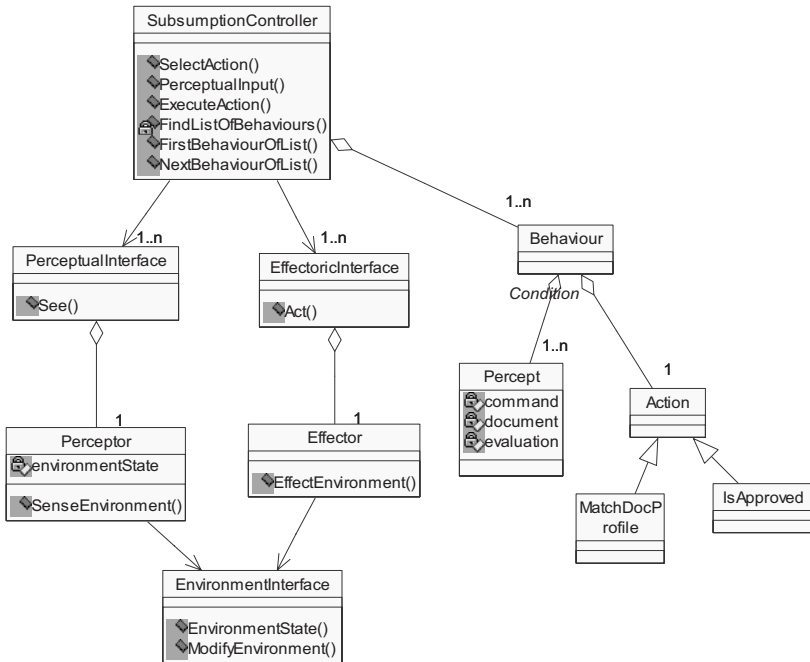 SubsumptionController
SelectAction()
PerceptualInput()
ExecuteAction()
FindListOfBehaviours()
FirstBehaviourOfList()
NextBehaviourOfList()
1..n
1..n
1..n
PerceptualInterface
See()
EffectoricInterface
Act()
Behaviour
Condition
1..n
1
1
1
Percept
command
document
evaluation
Action
Perceptor
environmentState
SenseEnvironment()
Effector
EffectEnvironment()
MatchDocP
rofile
IsApproved
EnvironmentInterface
EnvironmentState()
ModifyEnvironment()